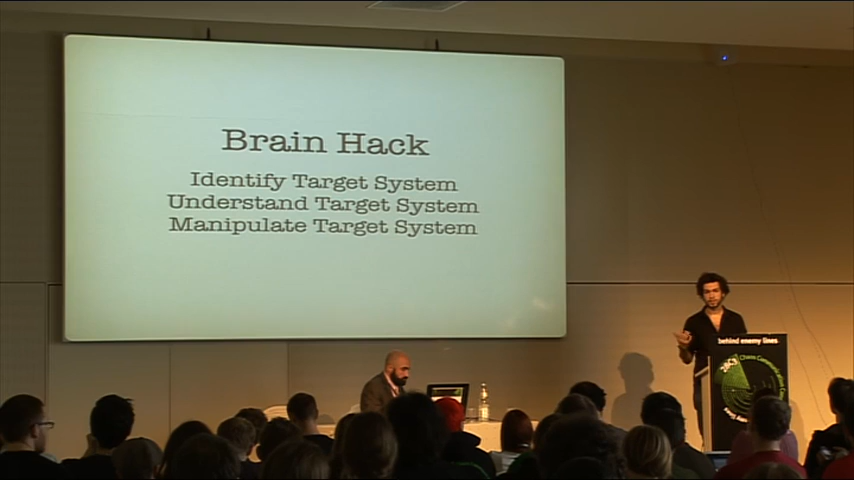 Brain Hack
Identify Target System
Understand Target System
Manipulate Target System
behind enemy lines